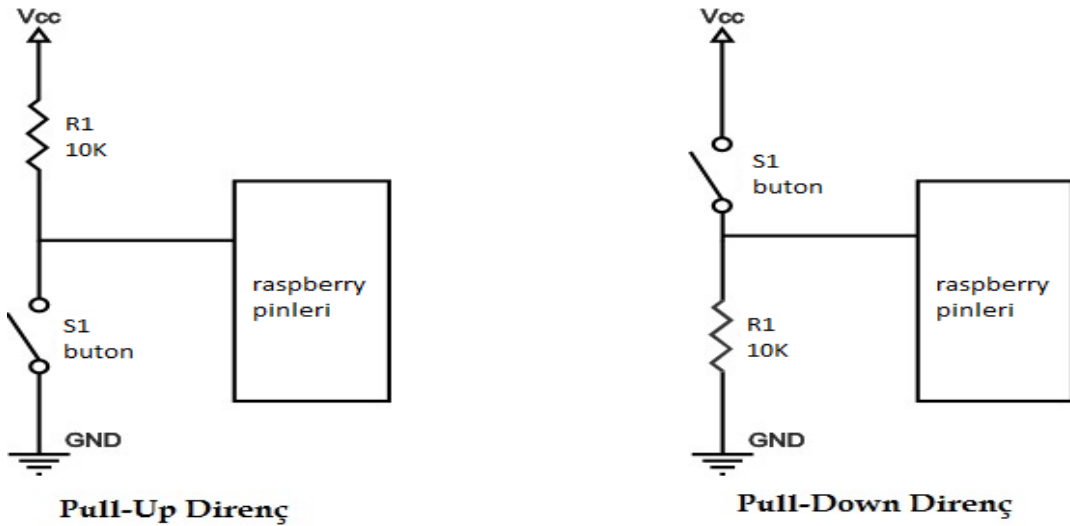 Vcc
R1
10K
raspberry
pinleri
S1
buton
GND
Pull-Up Direnç
Vcc
S1
buton
raspberry
pinleri
R1
10K
GND
Pull-Down Direnç